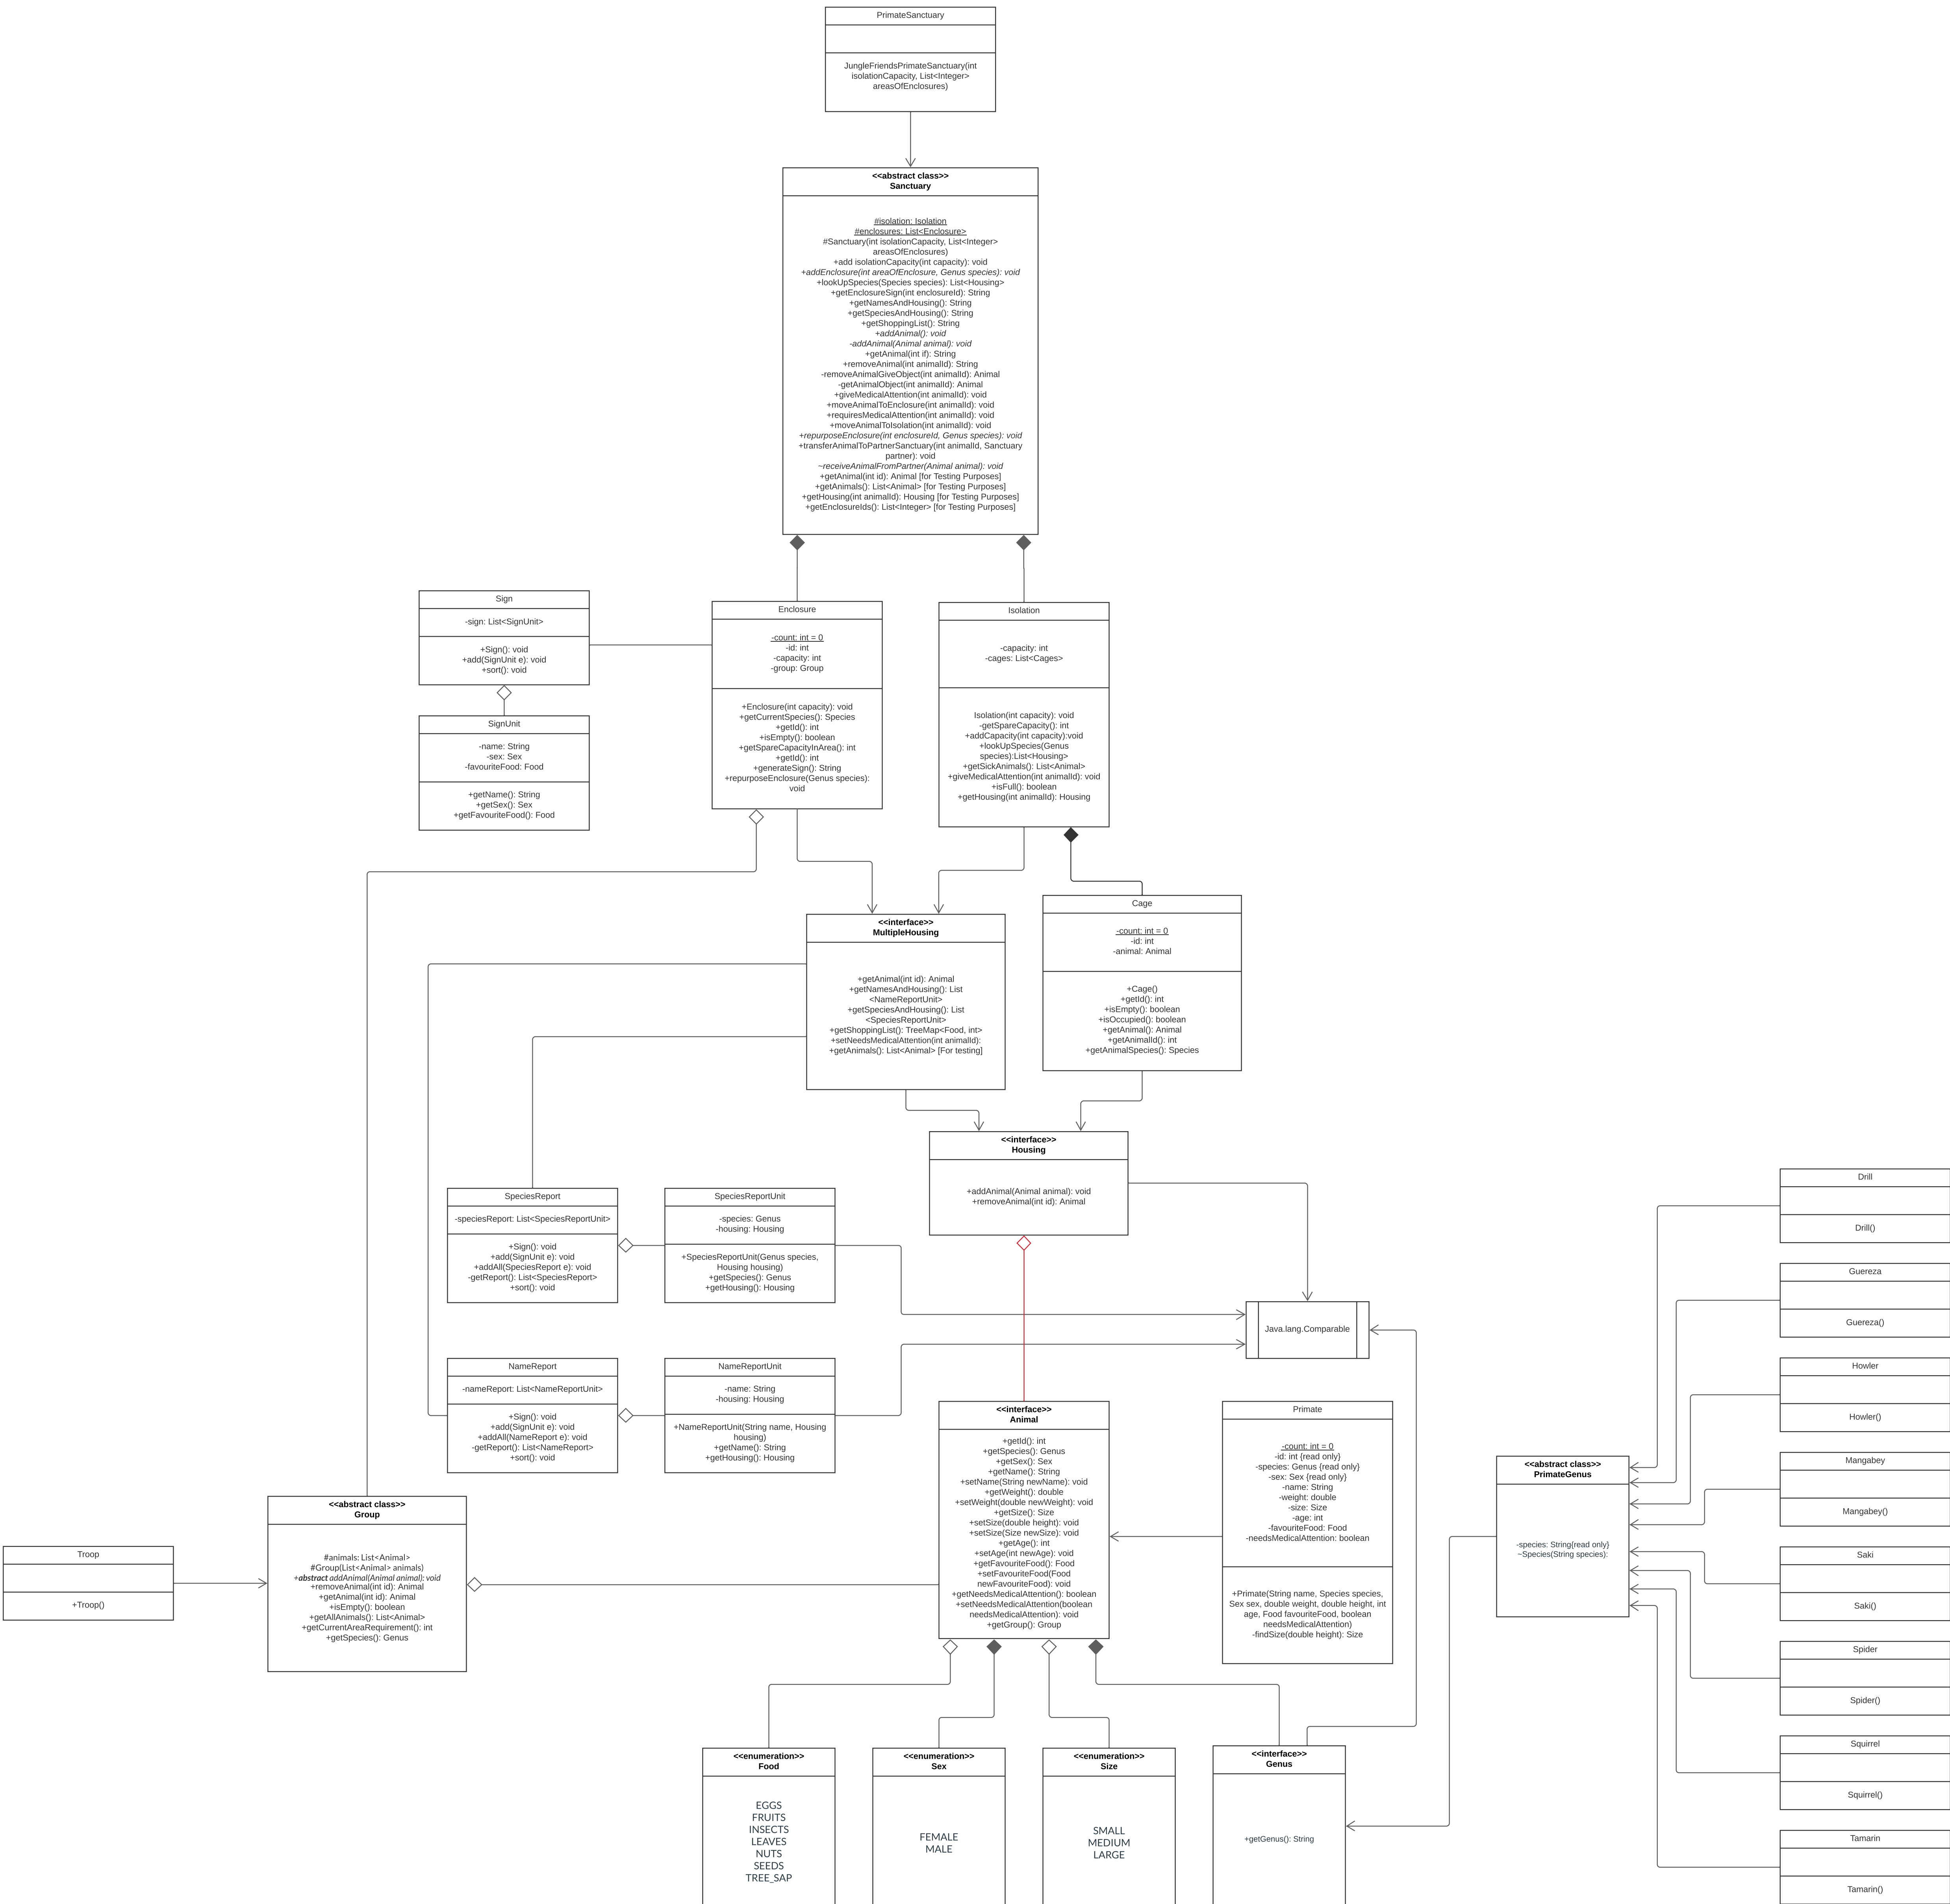 PrimateSanctuary
JungleFriendsPrimateSanctuary(int
isolationCapacity, List<Integer>
areasOfEnclosures)
<<abstract class>>
Sanctuary
#isolation: Isolation
#enclosures: List<Enclosure>
#Sanctuary(int isolationCapacity, List<Integer>
areasOfEnclosures)
+add isolationCapacity(int capacity): void
+addEnclosure(int areaOfEnclosure, Genus species): void
+lookUpSpecies(Species species): List<Housing>
+getEnclosureSign(int enclosureId): String
+getNamesAndHousing(): String
+getSpeciesAndHousing(): String
+getShoppingList(): String
+addAnimal(): void
-addAnimal(Animal animal): void
+getAnimal(int if): String
+removeAnimal(int animalId): String
-removeAnimalGiveObject(int animalId): Animal
-getAnimalObject(int animalId): Animal
+giveMedicalAttention(int animalId): void
+moveAnimalToEnclosure(int animalId): void
+requiresMedicalAttention(int animalId): void
+moveAnimalToIsolation(int animalId): void
+repurposeEnclosure(int enclosureId, Genus species): void
+transferAnimalToPartnerSanctuary(int animalId, Sanctuary
partner): void
~receiveAnimalFromPartner(Animal animal): void
+getAnimal(int id): Animal [for Testing Purposes]
+getAnimals(): List<Animal> [for Testing Purposes]
+getHousing(int animalId): Housing [for Testing Purposes]
+getEnclosureIds(): List<Integer> [for Testing Purposes]
Sign
-sign: List<SignUnit>
+Sign(): void
+add(SignUnit e): void
+sort(): void
SignUnit
-name: String
-sex: Sex
-favouriteFood: Food
+getName(): String
+getSex(): Sex
+getFavouriteFood(): Food
Enclosure
-count: int = 0
-id: int
-capacity: int
-group: Group
+Enclosure(int capacity): void
+getCurrentSpecies(): Species
+getId(): int
+isEmpty(): boolean
+getSpareCapacityInArea(): int
+getId(): int
+generateSign(): String
+repurposeEnclosure(Genus species):
void
Isolation
-capacity: int
-cages: List<Cages>
Isolation(int capacity): void
-getSpareCapacity(): int
+addCapacity(int capacity):void
+lookUpSpecies(Genus
species):List<Housing>
+getSickAnimals(): List<Animal>
+giveMedicalAttention(int animalId): void
+isFull(): boolean
+getHousing(int animalId): Housing
<<interface>>
MultipleHousing
+getAnimal(int id): Animal
+getNamesAndHousing(): List
<NameReportUnit>
+getSpeciesAndHousing(): List
<SpeciesReportUnit>
+getShoppingList(): TreeMap<Food, int>
+setNeedsMedicalAttention(int animalId):
+getAnimals(): List<Animal> [For testing]
Cage
-count: int = 0
-id: int
-animal: Animal
+Cage()
+getId(): int
+isEmpty(): boolean
+isOccupied(): boolean
+getAnimal(): Animal
+getAnimalId(): int
+getAnimalSpecies(): Species
<<interface>>
Housing
+addAnimal(Animal animal): void
+removeAnimal(int id): Animal
SpeciesReport
-speciesReport: List<SpeciesReportUnit>
+Sign(): void
+add(SignUnit e): void
+addAll(SpeciesReport e): void
-getReport(): List<SpeciesReport>
+sort(): void
SpeciesReportUnit
-species: Genus
-housing: Housing
+SpeciesReportUnit(Genus species,
Housing housing)
+getSpecies(): Genus
+getHousing(): Housing
Java.lang.Comparable
NameReport
-nameReport: List<NameReportUnit>
+Sign(): void
+add(SignUnit e): void
+addAll(NameReport e): void
-getReport(): List<NameReport>
+sort(): void
NameReportUnit
-name: String
-housing: Housing
+NameReportUnit(String name, Housing
housing)
+getName(): String
+getHousing(): Housing
<<interface>>
Animal
+getId(): int
+getSpecies(): Genus
+getSex(): Sex
+getName(): String
+setName(String newName): void
+getWeight(): double
+setWeight(double newWeight): void
+getSize(): Size
+setSize(double height): void
+setSize(Size newSize): void
+getAge(): int
+setAge(int newAge): void
+getFavouriteFood(): Food
+setFavouriteFood(Food
newFavouriteFood): void
+getNeedsMedicalAttention(): boolean
+setNeedsMedicalAttention(boolean
needsMedicalAttention): void
+getGroup(): Group
Primate
-count: int = 0
-id: int {read only}
-species: Genus {read only}
-sex: Sex {read only}
-name: String
-weight: double
-size: Size
-age: int
-favouriteFood: Food
-needsMedicalAttention: boolean
+Primate(String name, Species species,
Sex sex, double weight, double height, int
age, Food favouriteFood, boolean
needsMedicalAttention)
-findSize(double height): Size
<<abstract class>>
PrimateGenus
-species: String{read only}
~Species(String species):
Drill
Drill()
Guereza
Guereza()
Howler
Howler()
Mangabey
Mangabey()
Saki
Saki()
Spider
Spider()
Squirrel
Squirrel()
Tamarin
Tamarin()
Troop
+Troop()
<<abstract class>>
Group
#animals: List<Animal>
#Group(List<Animal> animals)
+abstract addAnimal(Animal animal): void
+removeAnimal(int id): Animal
+getAnimal(int id): Animal
+isEmpty(): boolean
+getAllAnimals(): List<Animal>
+getCurrentAreaRequirement(): int
+getSpecies(): Genus
<<enumeration>>
Food
EGGS
FRUITS
INSECTS
LEAVES
NUTS
SEEDS
TREE_SAP
<<enumeration>>
Sex
FEMALE
MALE
<<enumeration>>
Size
SMALL
MEDIUM
LARGE
<<interface>>
Genus
+getGenus(): String